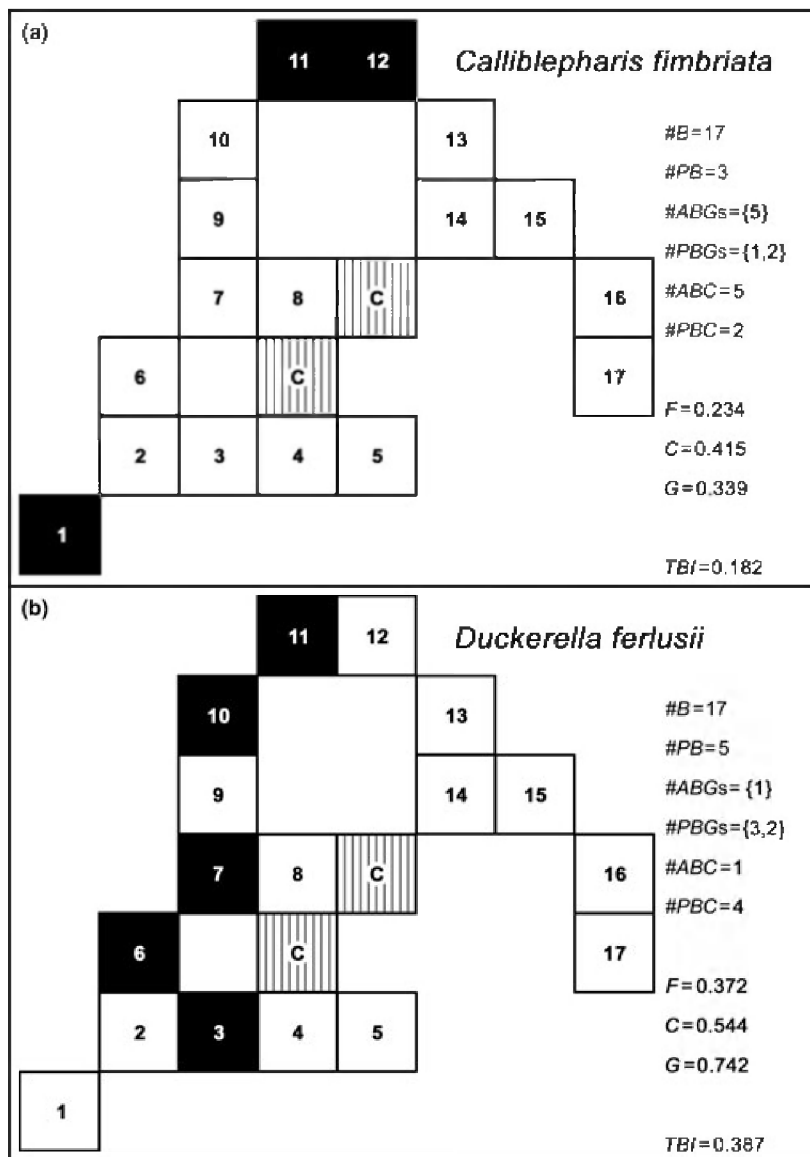 (a)
11 12
Calliblepharis fimbriata
10 13
#B=17
#PB=3
9 14 15
#ABGs={5}
#PBGs={1,2}
7 8 C 16
#ABC=5
#PBC=2
6 C 17
F=0.234
2 3 4 5
C=0.415
G=0.339
1
TBI=0.182
(b)
11 12
Duckerella ferlusii
10 13
#B=17
#PB=5
9 14 15
#ABGs={1}
#PBGs={3,2}
7 8 C 16
#ABC=1
#PBC=4
6 C 17
F=0.372
2 3 4 5
C=0.544
G=0.742
1
TBI=0.387